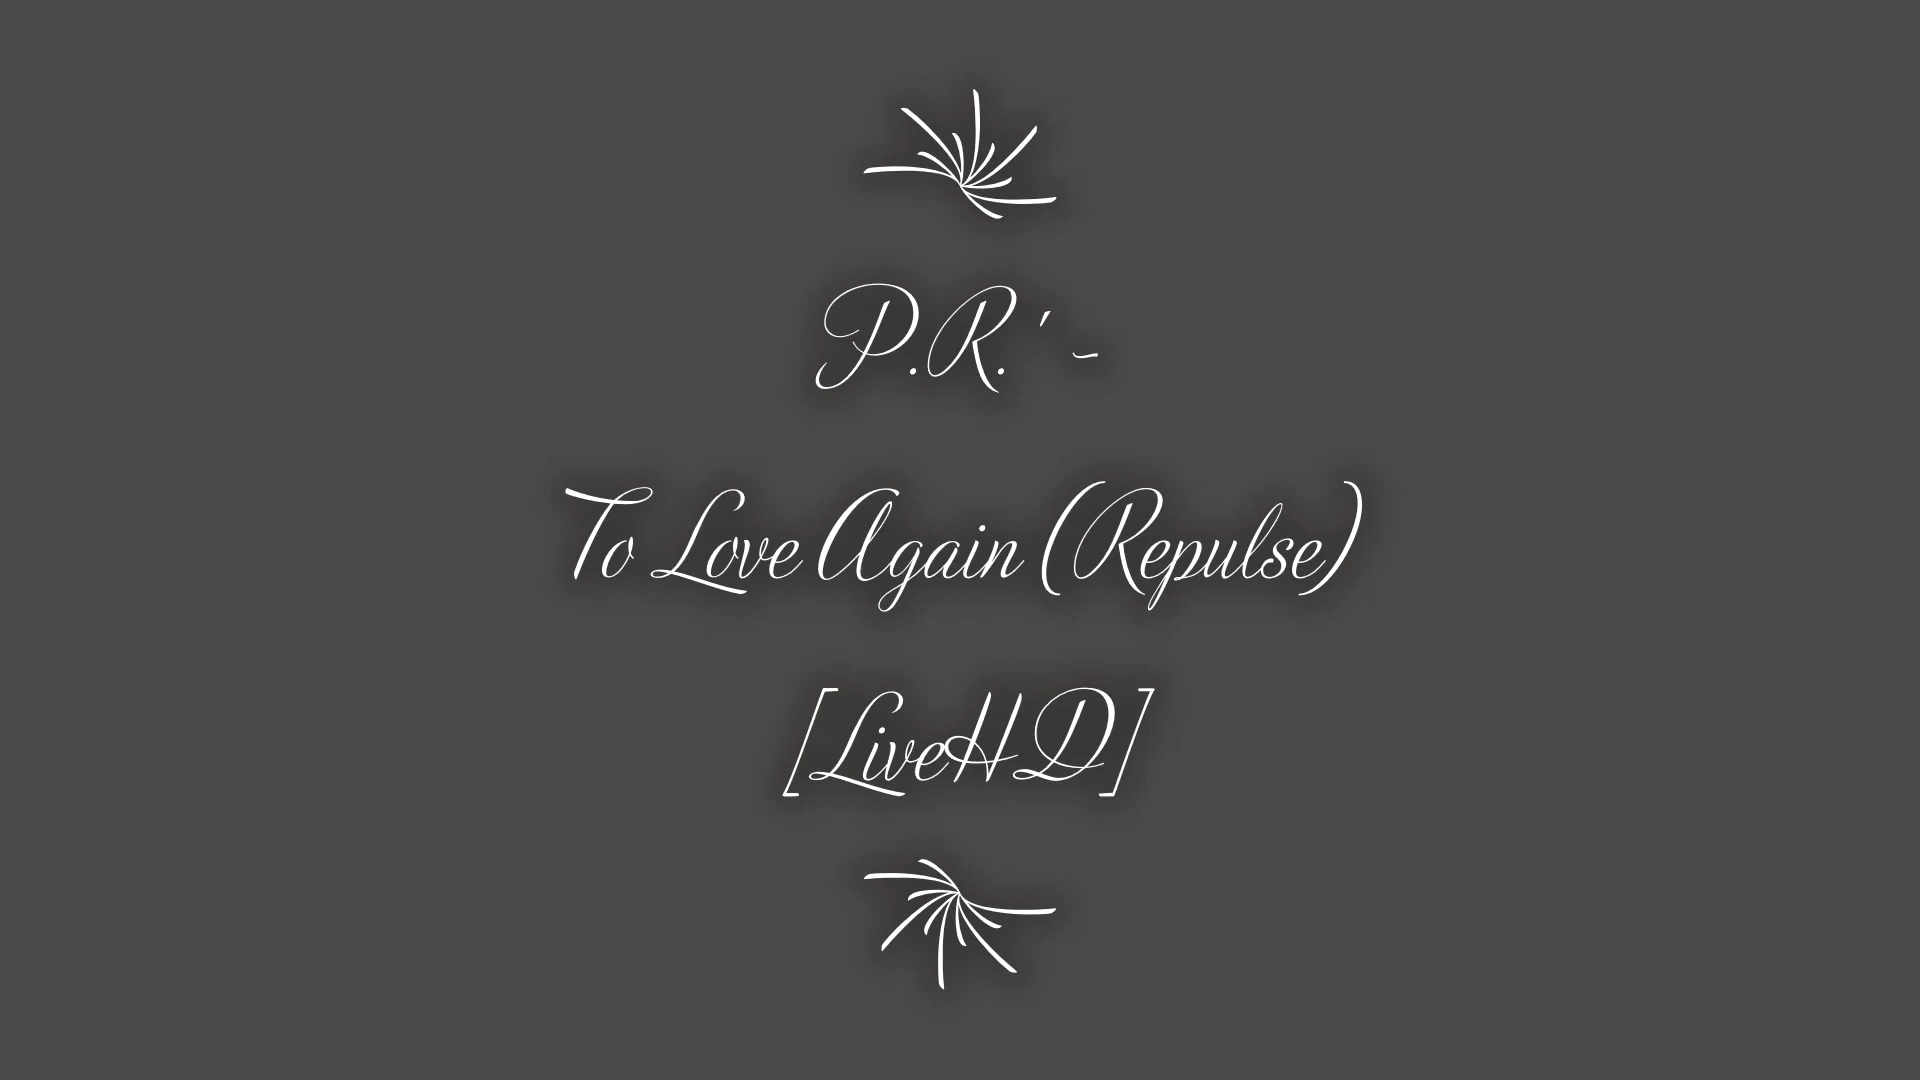 P.R.' -
To Love Again (Repulse)
[LiveHD]